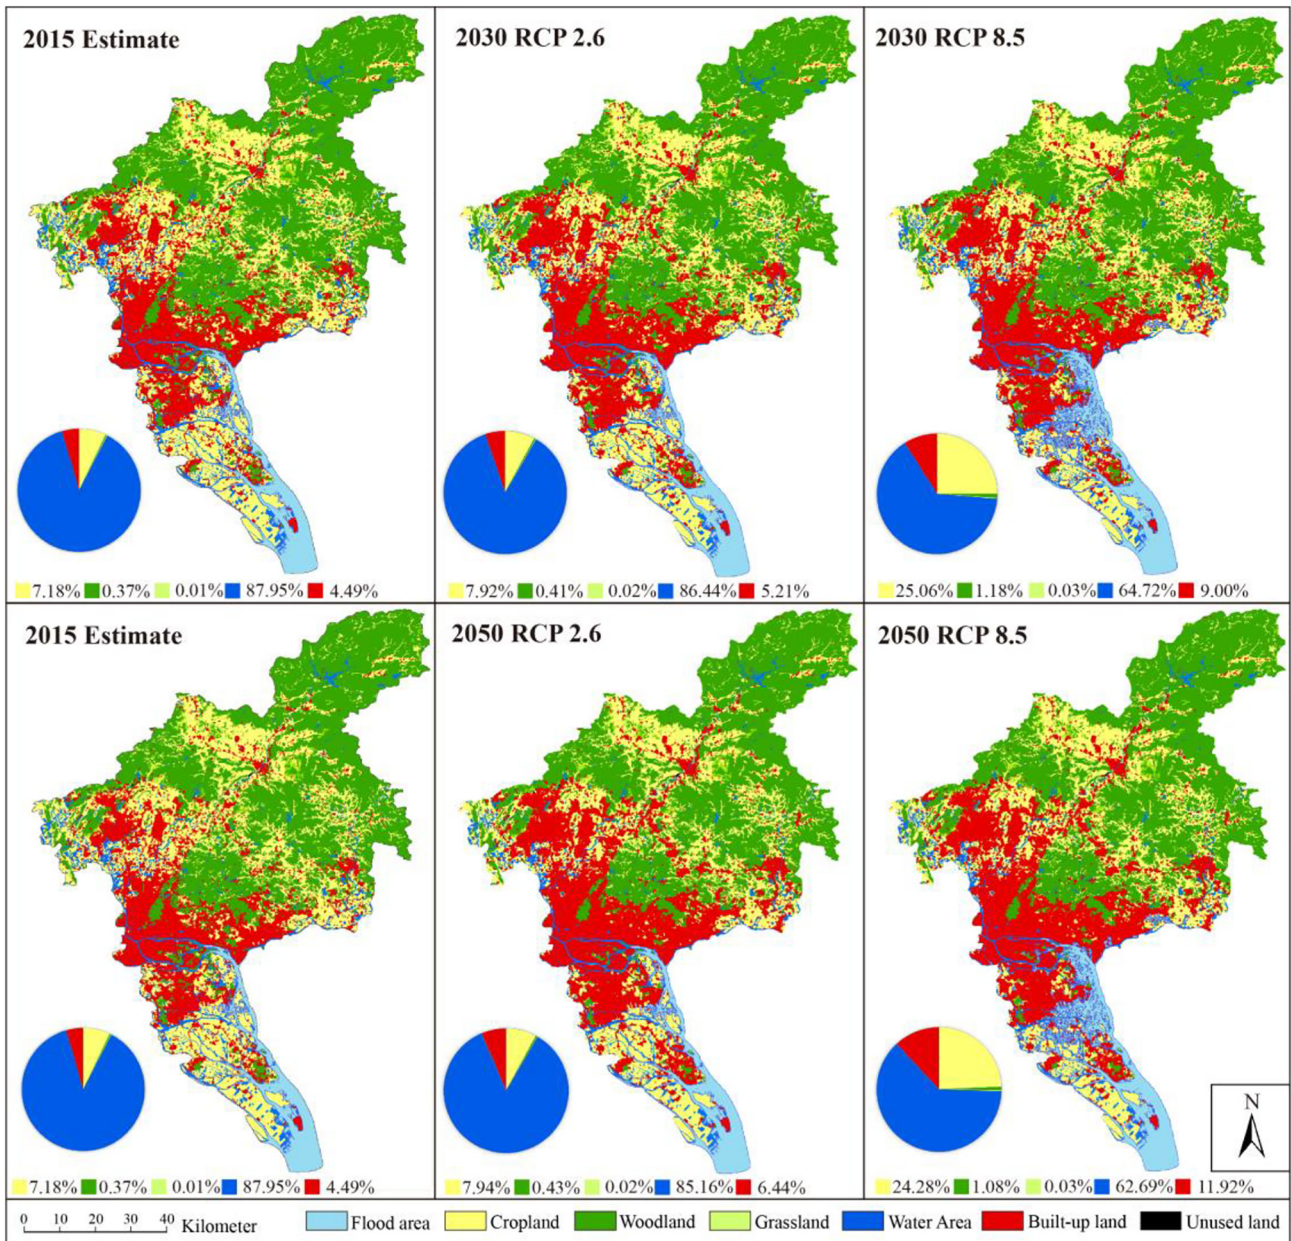 2015 Estimate
2030 RCP 2.6
2030 RCP 8.5
7.18% 0.37% 0.01% 87.95% 4.49%
7.92% 0.41% 0.02% 86.44% 5.21%
25.06% 1.18% 0.03% 64.72% 9.00%
2015 Estimate
2050 RCP 2.6
2050 RCP 8.5
N
7.18% 0.37% 0.01% 87.95% 4.49%
7.94% 0.43% 0.02% 85.16% 6.44%
24.28% 1.08% 0.03% 62.69% 11.92%
0 10 20 30 40 Kilometer
Flood area Cropland Woodland Grassland Water Area Built-up land Unused land